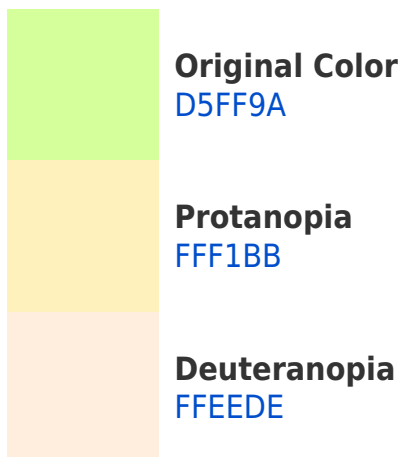 Original Color
D5FF9A
Protanopia
FFF1BB
Deuteranopia
FFEEDE